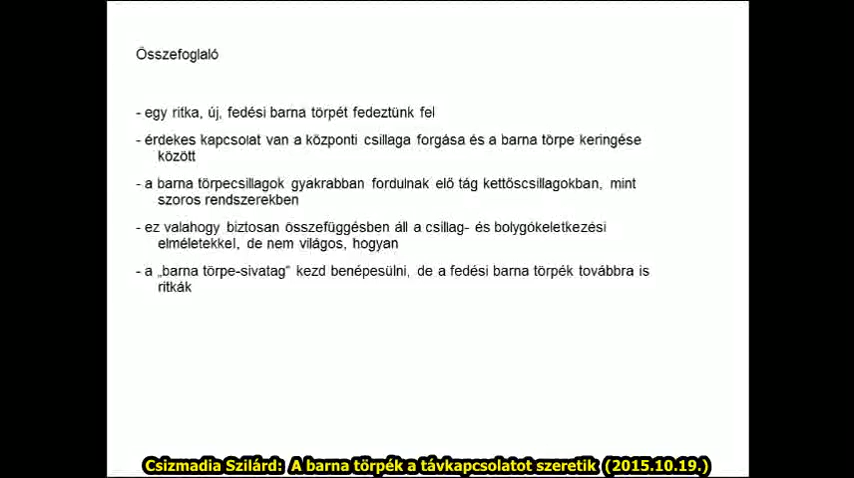 Összefoglaló
- egy ritka, új, fedési barna törpét fedeztünk fel
- érdekes kapcsolat van a központi csillaga forgása és a barna törpe keringése
között
- a barna törpecsillagok gyakrabban fordulnak elő tág kettőscsillagokban, mint
szoros rendszerekben
- ez valahogy biztosan összefüggésben áll a csillag- és bolygókeletkezési
elméletekkel, de nem világos, hogyan
- a „barna törpe-sivatag“ kezd benépesülni, de a fedési barna törpék továbbra is
ritkák
Csizmadia Szilárd: A barna törpék a távkapcsolatot szeretik (2015.10.19.)